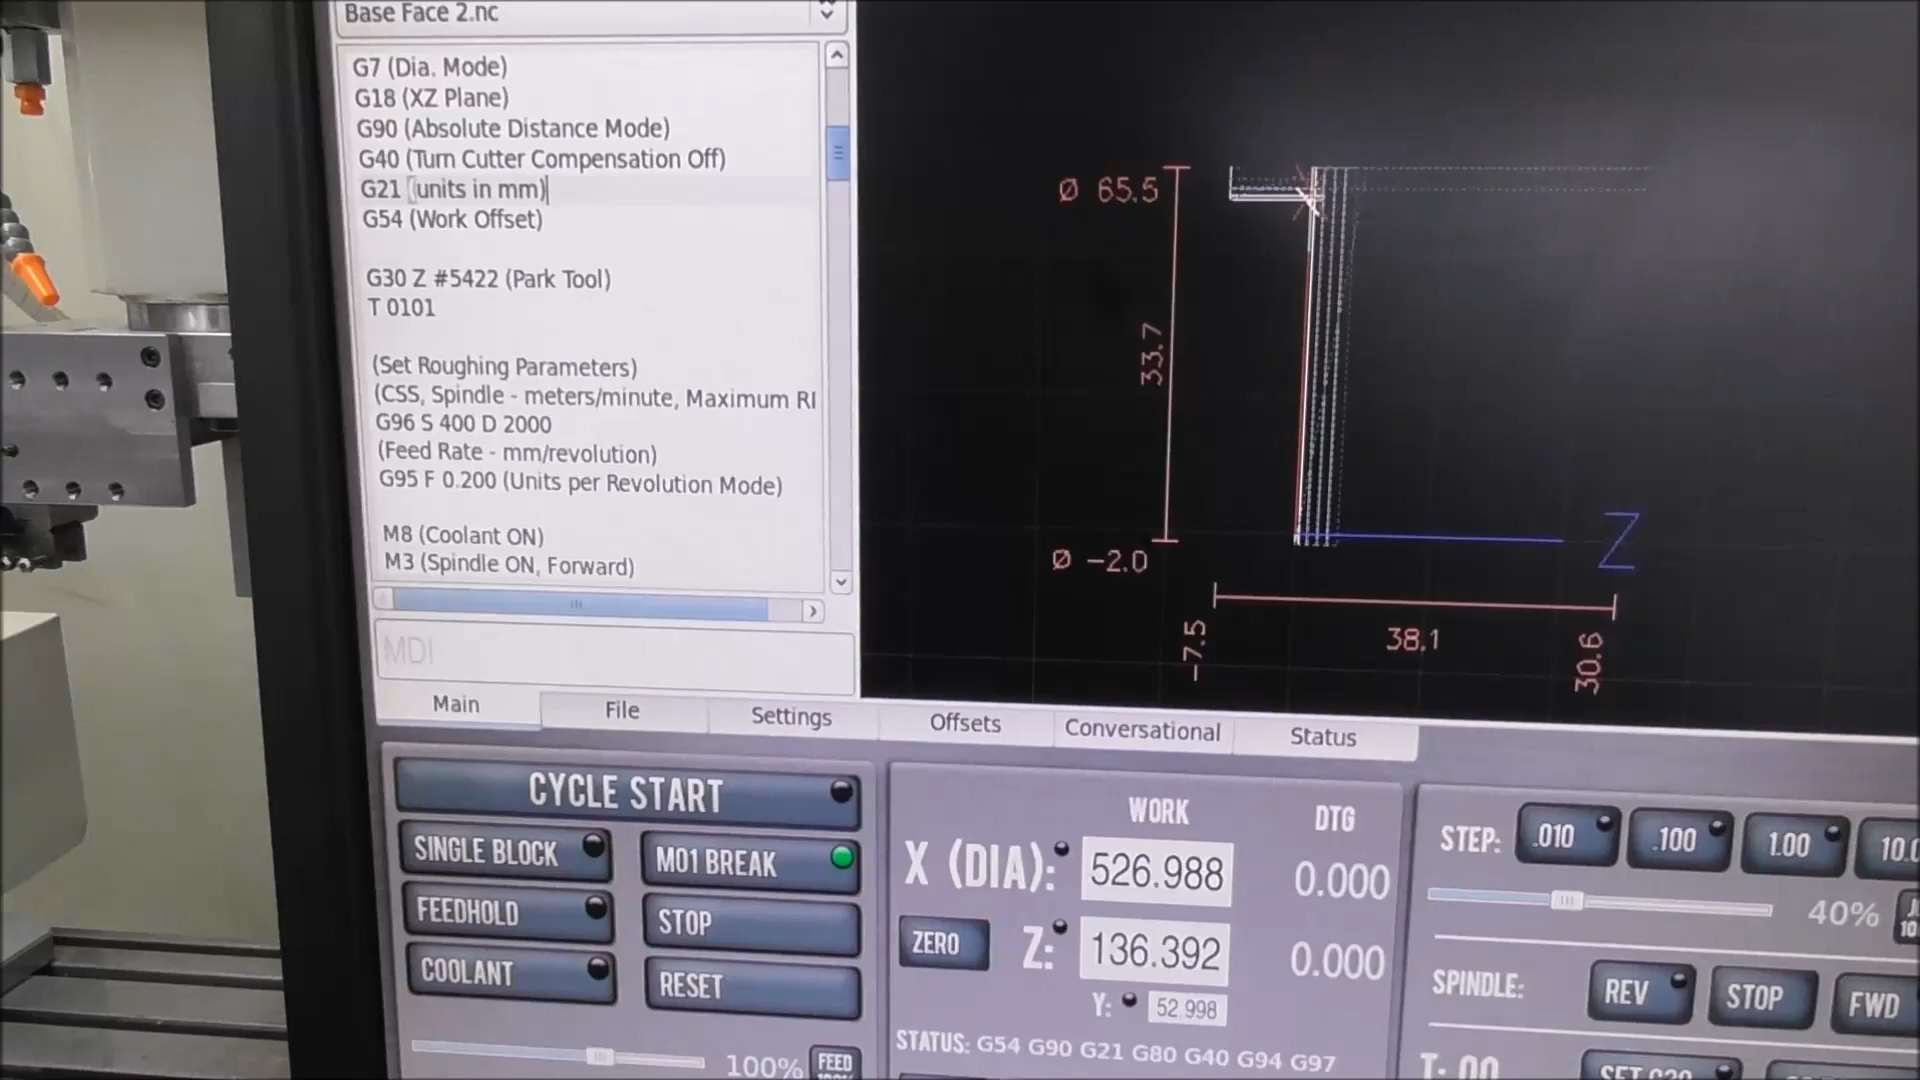 Base Face 2.nc
G7 (Dia. Mode)
G18 (XZ Plane)
G90 (Absolute Distance Mode)
G40 (Turn Cutter Compensation Off)
G21 (units in mm)
G54 (Work Offset)
G30 Z #5422 (Park Tool)
T 0101
(Set Roughing Parameters)
(CSS, Spindle - meters/minute, Maximum
G96 S 400 D 2000
(Feed Rate - mm/revolution)
G95 F 0.200 (Units per Revolution Mode)
M8 (Coolant ON)
M3 (Spindle ON, Forward)
MDI
Ø 65.5
33.7
Ø -2.0
Z
-7.5
38.1
30.6
Main File Settings Offsets Conversational Status
CYCLE START
SINGLE BLOCK
M01 BREAK
FEEDHOLD
STOP
COOLANT
RESET
100%
FEED
WORK DTG
X (DIA): 526.988 0.000
ZERO Z: 136.392 0.000
Y: 52.998
STATUS: G54 G90 G21 G80 G40 G94 G97
STEP: .010 .100 1.00
40%
SPINDLE: REV STOP FWD